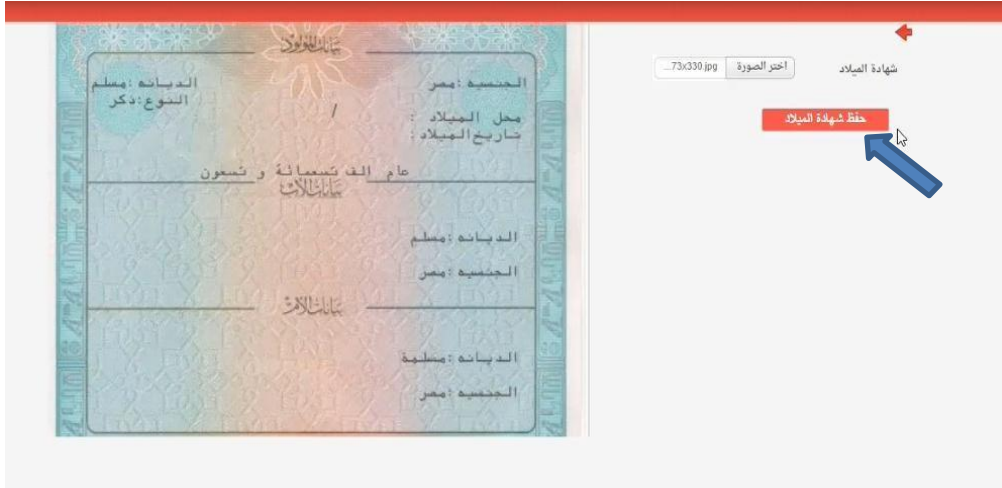 شهادة الميلاد
اختر الصورة
...73x330.jpg
حفظ شهادة الميلاد
بيانات المولود
الجنسيه :مصر
الديانه :مسلم
النوع:ذكر
محل الميلاد :
/
تاريخ الميلاد :
عام الف تسعمائة و تسعون
بيانات الأب
الديانه :مسلم
الجنسيه :مصر
بيانات الأم
الديانه :مسلمة
الجنسيه :مصر